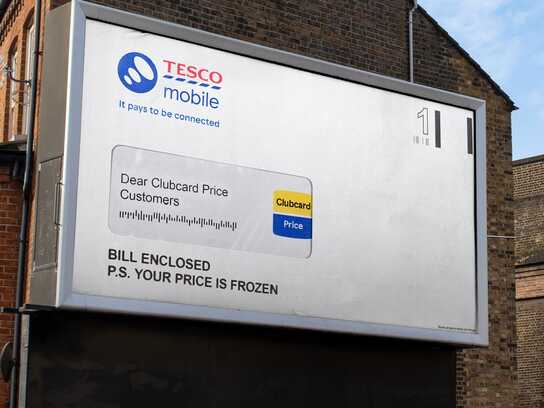 TESCO
mobile
It pays to be connected
1
Dear Clubcard Price
Customers
Clubcard
Price
BILL ENCLOSED
P.S. YOUR PRICE IS FROZEN